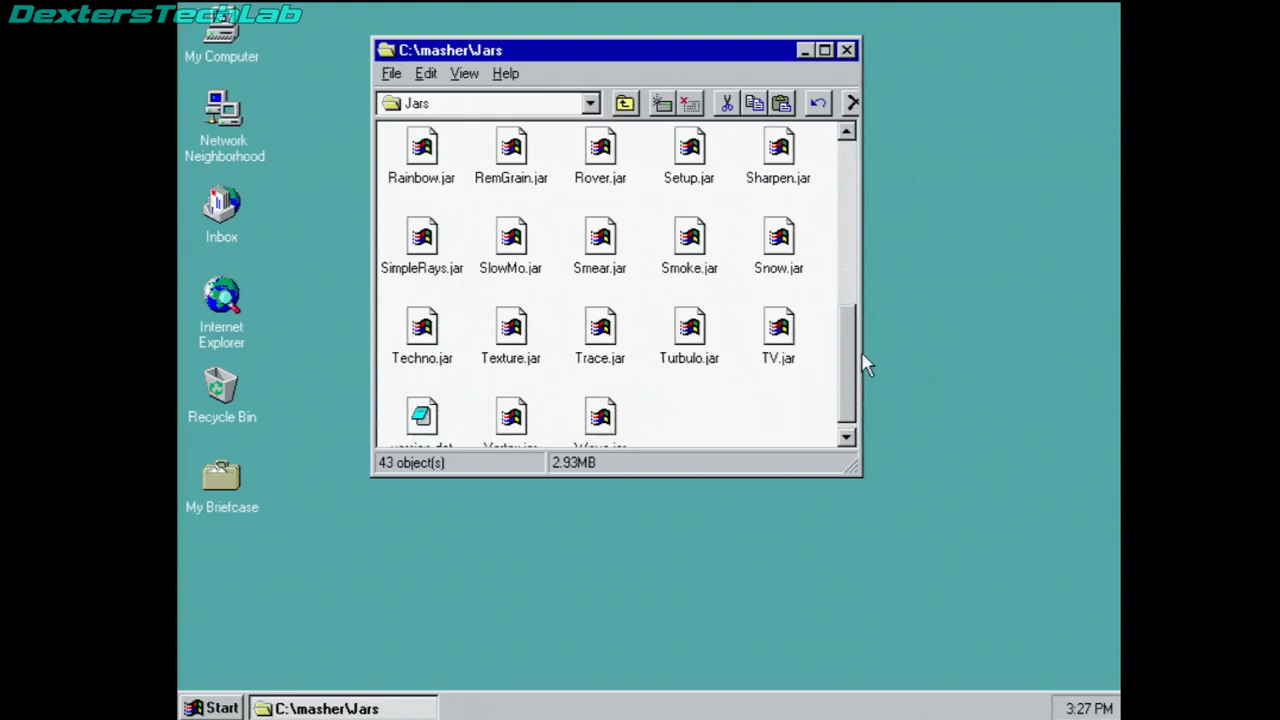 DextersTechLab
My Computer
Network
Neighborhood
Inbox
Internet
Explorer
Recycle Bin
My Briefcase
C:\masher\Jars
File Edit View Help
Jars
Rainbow.jar RemGrain.jar Rover.jar Setup.jar Sharpen.jar
SimpleRays.jar SlowMo.jar Smear.jar Smoke.jar Snow.jar
Techno.jar Texture.jar Trace.jar Turbulo.jar TV.jar
43 object(s) 2.93MB
Start C:\masher\Jars 3:27 PM